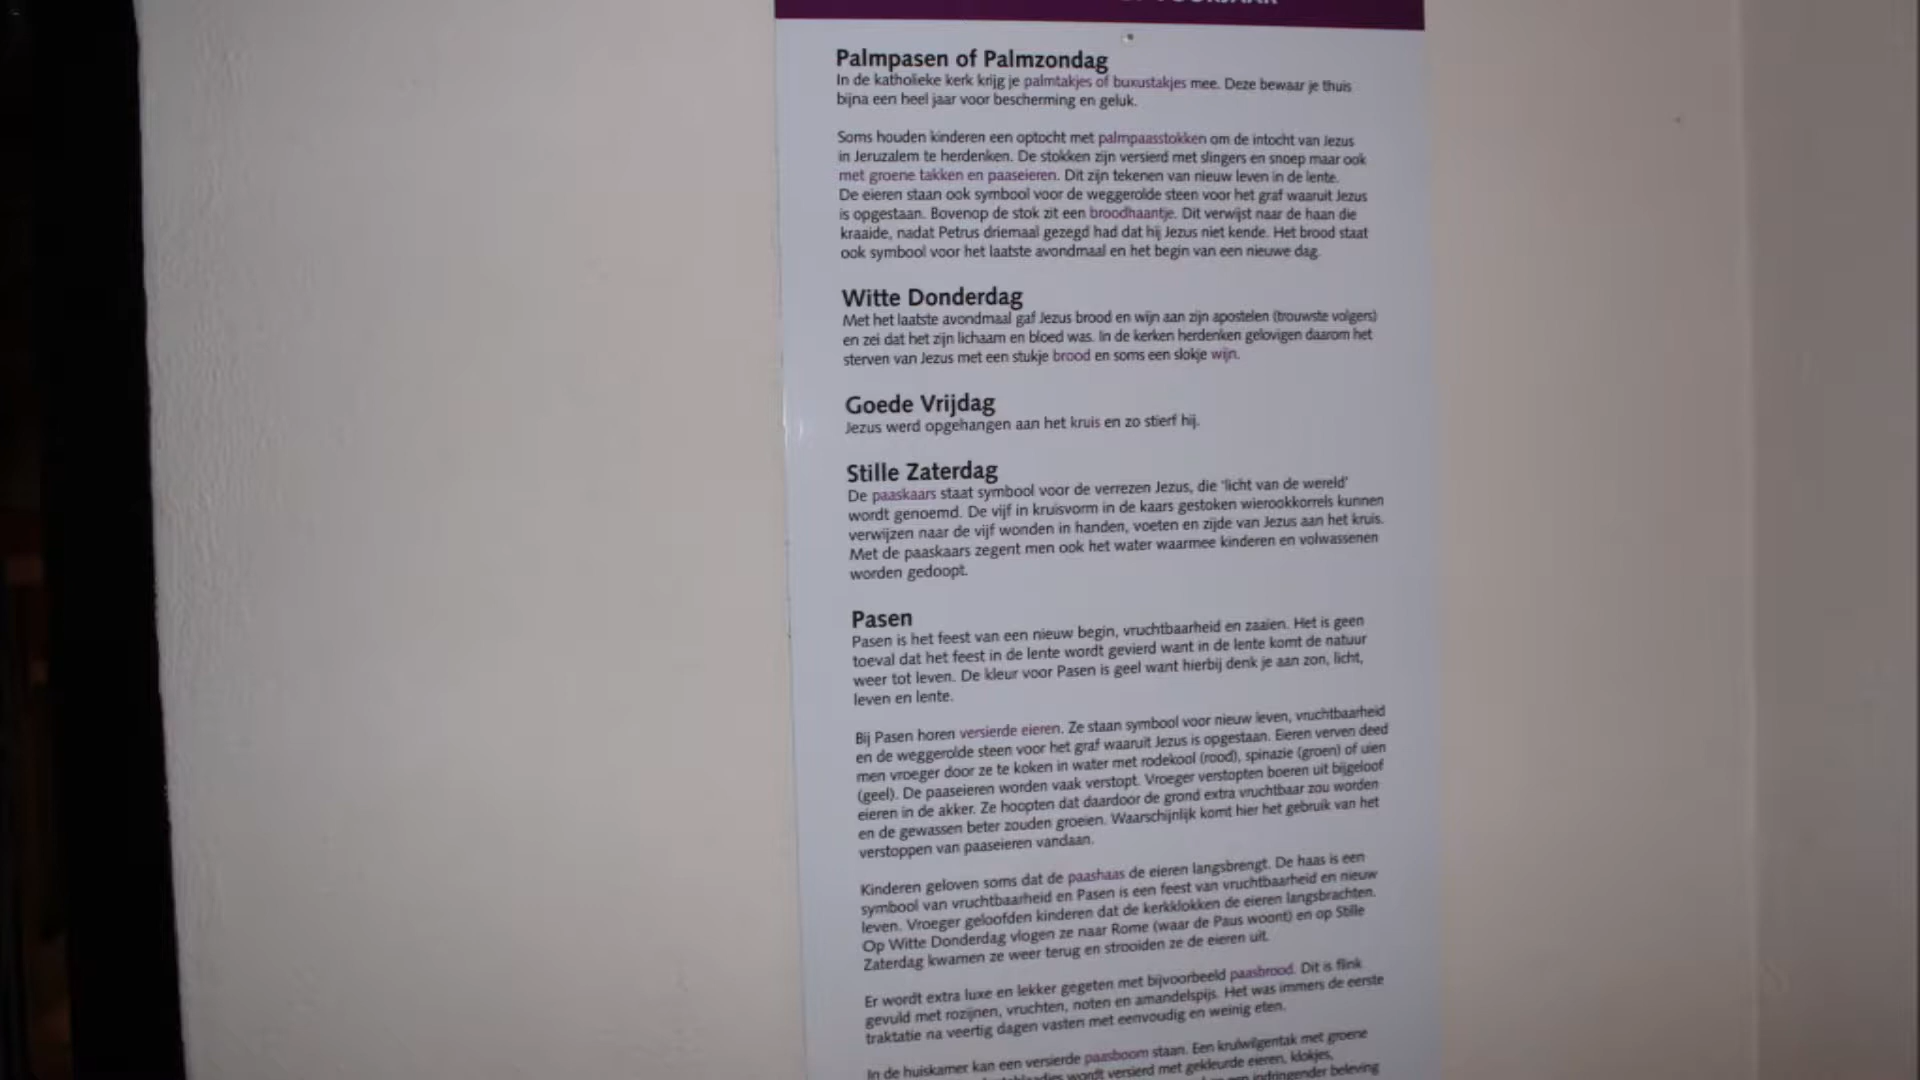 Palmpasen of Palmzondag
In de katholieke kerk krijg je palmtakjes of buxustakjes mee. Deze bewaar je thuis
bijna een heel jaar voor bescherming en geluk.
Soms houden kinderen een optocht met palmpaasstokken om de intocht van Jezus
in Jeruzalem te herdenken. De stokken zijn versierd met slingers en snoep maar ook
met groene takken en paaseieren. Dit zijn tekenen van nieuw leven in de lente.
De eieren staan ook symbool voor de weggerolde steen voor het graf waaruit Jezus
is opgestaan. Bovenop de stok zit een broodhaantje. Dit verwijst naar de haan die
kraaide, nadat Petrus driemaal gezegd had dat hij Jezus niet kende. Het brood staat
ook symbool voor het laatste avondmaal en het begin van een nieuwe dag.
Witte Donderdag
Met het laatste avondmaal gaf Jezus brood en wijn aan zijn apostelen (trouwste volgers)
en zei dat het zijn lichaam en bloed was. In de kerken herdenken gelovigen daarom het
sterven van Jezus met een stukje brood en soms een slokje wijn.
Goede Vrijdag
Jezus werd opgehangen aan het kruis en zo stierf hij.
Stille Zaterdag
De paaskaars staat symbool voor de verrezen Jezus, die 'licht van de wereld'
wordt genoemd. De vijf in kruisvorm in de kaars gestoken wierookkorrels kunnen
verwijzen naar de vijf wonden in handen, voeten en zijde van Jezus aan het kruis.
Met de paaskaars zegent men ook het water waarmee kinderen en volwassenen
worden gedoopt.
Pasen
Pasen is het feest van een nieuw begin, vruchtbaarheid en zaaien. Het is geen
toeval dat het feest in de lente wordt gevierd want in de lente komt de natuur
weer tot leven. De kleur voor Pasen is geel want hierbij denk je aan zon, licht,
leven en lente.
Bij Pasen horen versierde eieren. Ze staan symbool voor nieuw leven, vruchtbaarheid
en de weggerolde steen voor het graf waaruit Jezus is opgestaan. Eieren verven deed
men vroeger door ze te koken in water met rodekool (rood), spinazie (groen) of uien
(geel). De paaseieren worden vaak verstopt. Vroeger verstopten boeren uit bijgeloof
eieren in de akker. Ze hoopten dat daardoor de grond extra vruchtbaar zou worden
en de gewassen beter zouden groeien. Waarschijnlijk komt hier het gebruik van het
verstoppen van paaseieren vandaan.
Kinderen geloven soms dat de paashaas de eieren langsbrengt. De haas is een
symbool van vruchtbaarheid en Pasen is een feest van vruchtbaarheid en nieuw
leven. Vroeger geloofden kinderen dat de kerkklokken de eieren langsbrachten.
Op Witte Donderdag vlogen ze naar Rome (waar de Paus woont) en op Stille
Zaterdag kwamen ze weer terug en strooiden ze de eieren uit.
Er wordt extra luxe en lekker gegeten met bijvoorbeeld paasbrood. Dit is flink
gevuld met rozijnen, vruchten, noten en amandelspijs. Het was immers de eerste
traktatie na veertig dagen vasten met eenvoudig en weinig eten.
In de huiskamer kan een versierde paasboom staan. Een krulwilgentak met groene
wordt versierd met gekleurde eieren, klokjes,
een indringender beleving